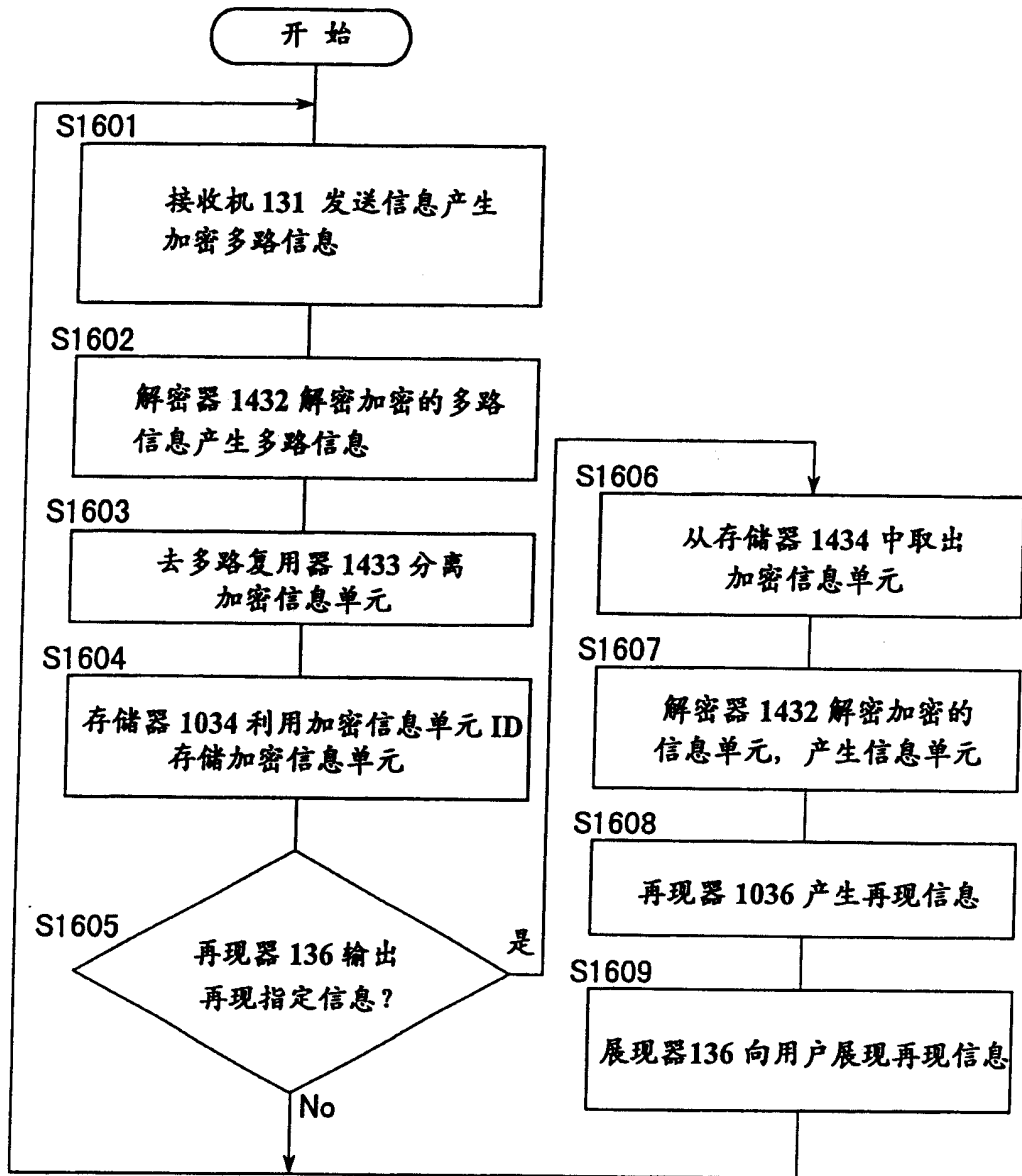 开 始
S1601
接收机 131 发送信息产生
加密多路信息
S1602
解密器 1432 解密加密的多路
信息产生多路信息
S1603
去多路复用器 1433 分离
加密信息单元
S1604
存储器 1034 利用加密信息单元 ID
存储加密信息单元
S1605
再现器 136 输出
再现指定信息?
是
No
S1606
从存储器 1434 中取出
加密信息单元
S1607
解密器 1432 解密加密的
信息单元, 产生信息单元
S1608
再现器 1036 产生再现信息
S1609
展现器136 向用户展现再现信息